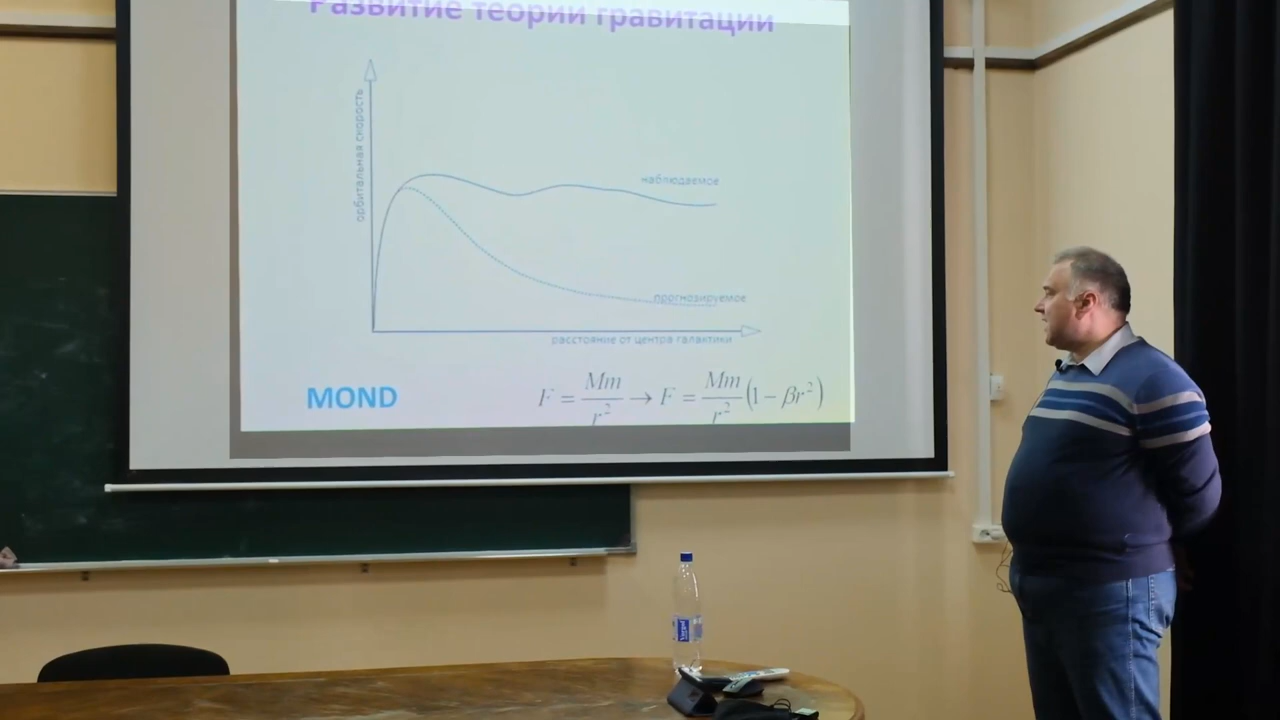 Развитие теории гравитации
орбитальная скорость
наблюдаемое
прогнозируемое
расстояние от центра галактики
MOND
F = Mm/r² → F = Mm/r² (1 − βr²)